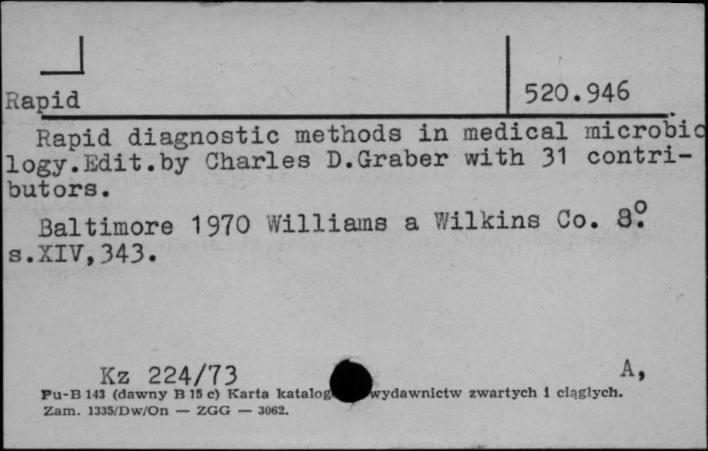 Rapid
520.946
Rapid diagnostic methods in medical microbio
logy.Edit.by Charles D.Graber with 31 contri-
butors.
Baltimore 1970 Williams a Wilkins Co. 8º.
s.XIV,343.
Kz 224/73
A,
Pu-B 143 (dawny B 15 c) Karta katalog wydawnictw zwartych i ciągłych.
Zam. 1335/Dw/On — ZGG — 3062.